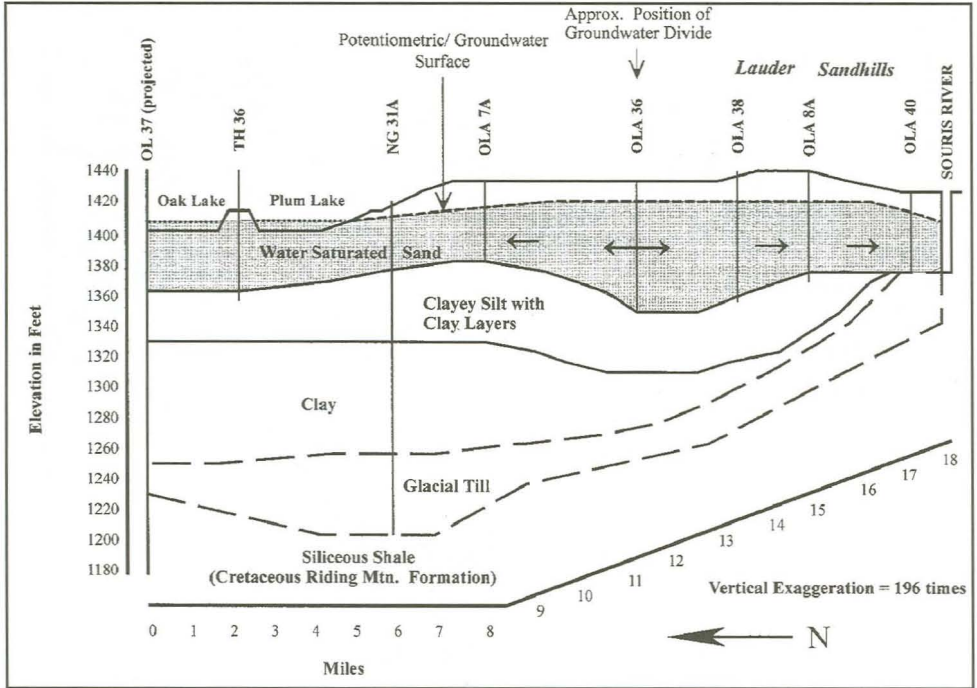 Approx. Position of
Groundwater Divide
Potentiometric/ Groundwater
Surface
Lauder Sandhills
OL 37 (projected)
TH 36
NG 31A
OLA 7A
OLA 36
OLA 38
OLA 8A
OLA 40
SOURIS RIVER
1440
1420
1400
1380
1360
1340
1320
1300
1280
1260
1240
1220
1200
1180
Elevation in Feet
Oak Lake
Plum Lake
Water Saturated Sand
Clayey Silt with
Clay Layers
Clay
Glacial Till
Siliceous Shale
(Cretaceous Riding Mtn. Formation)
0 1 2 3 4 5 6 7 8 9 10 11 12 13 14 15 16 17 18
Miles
Vertical Exaggeration = 196 times
N